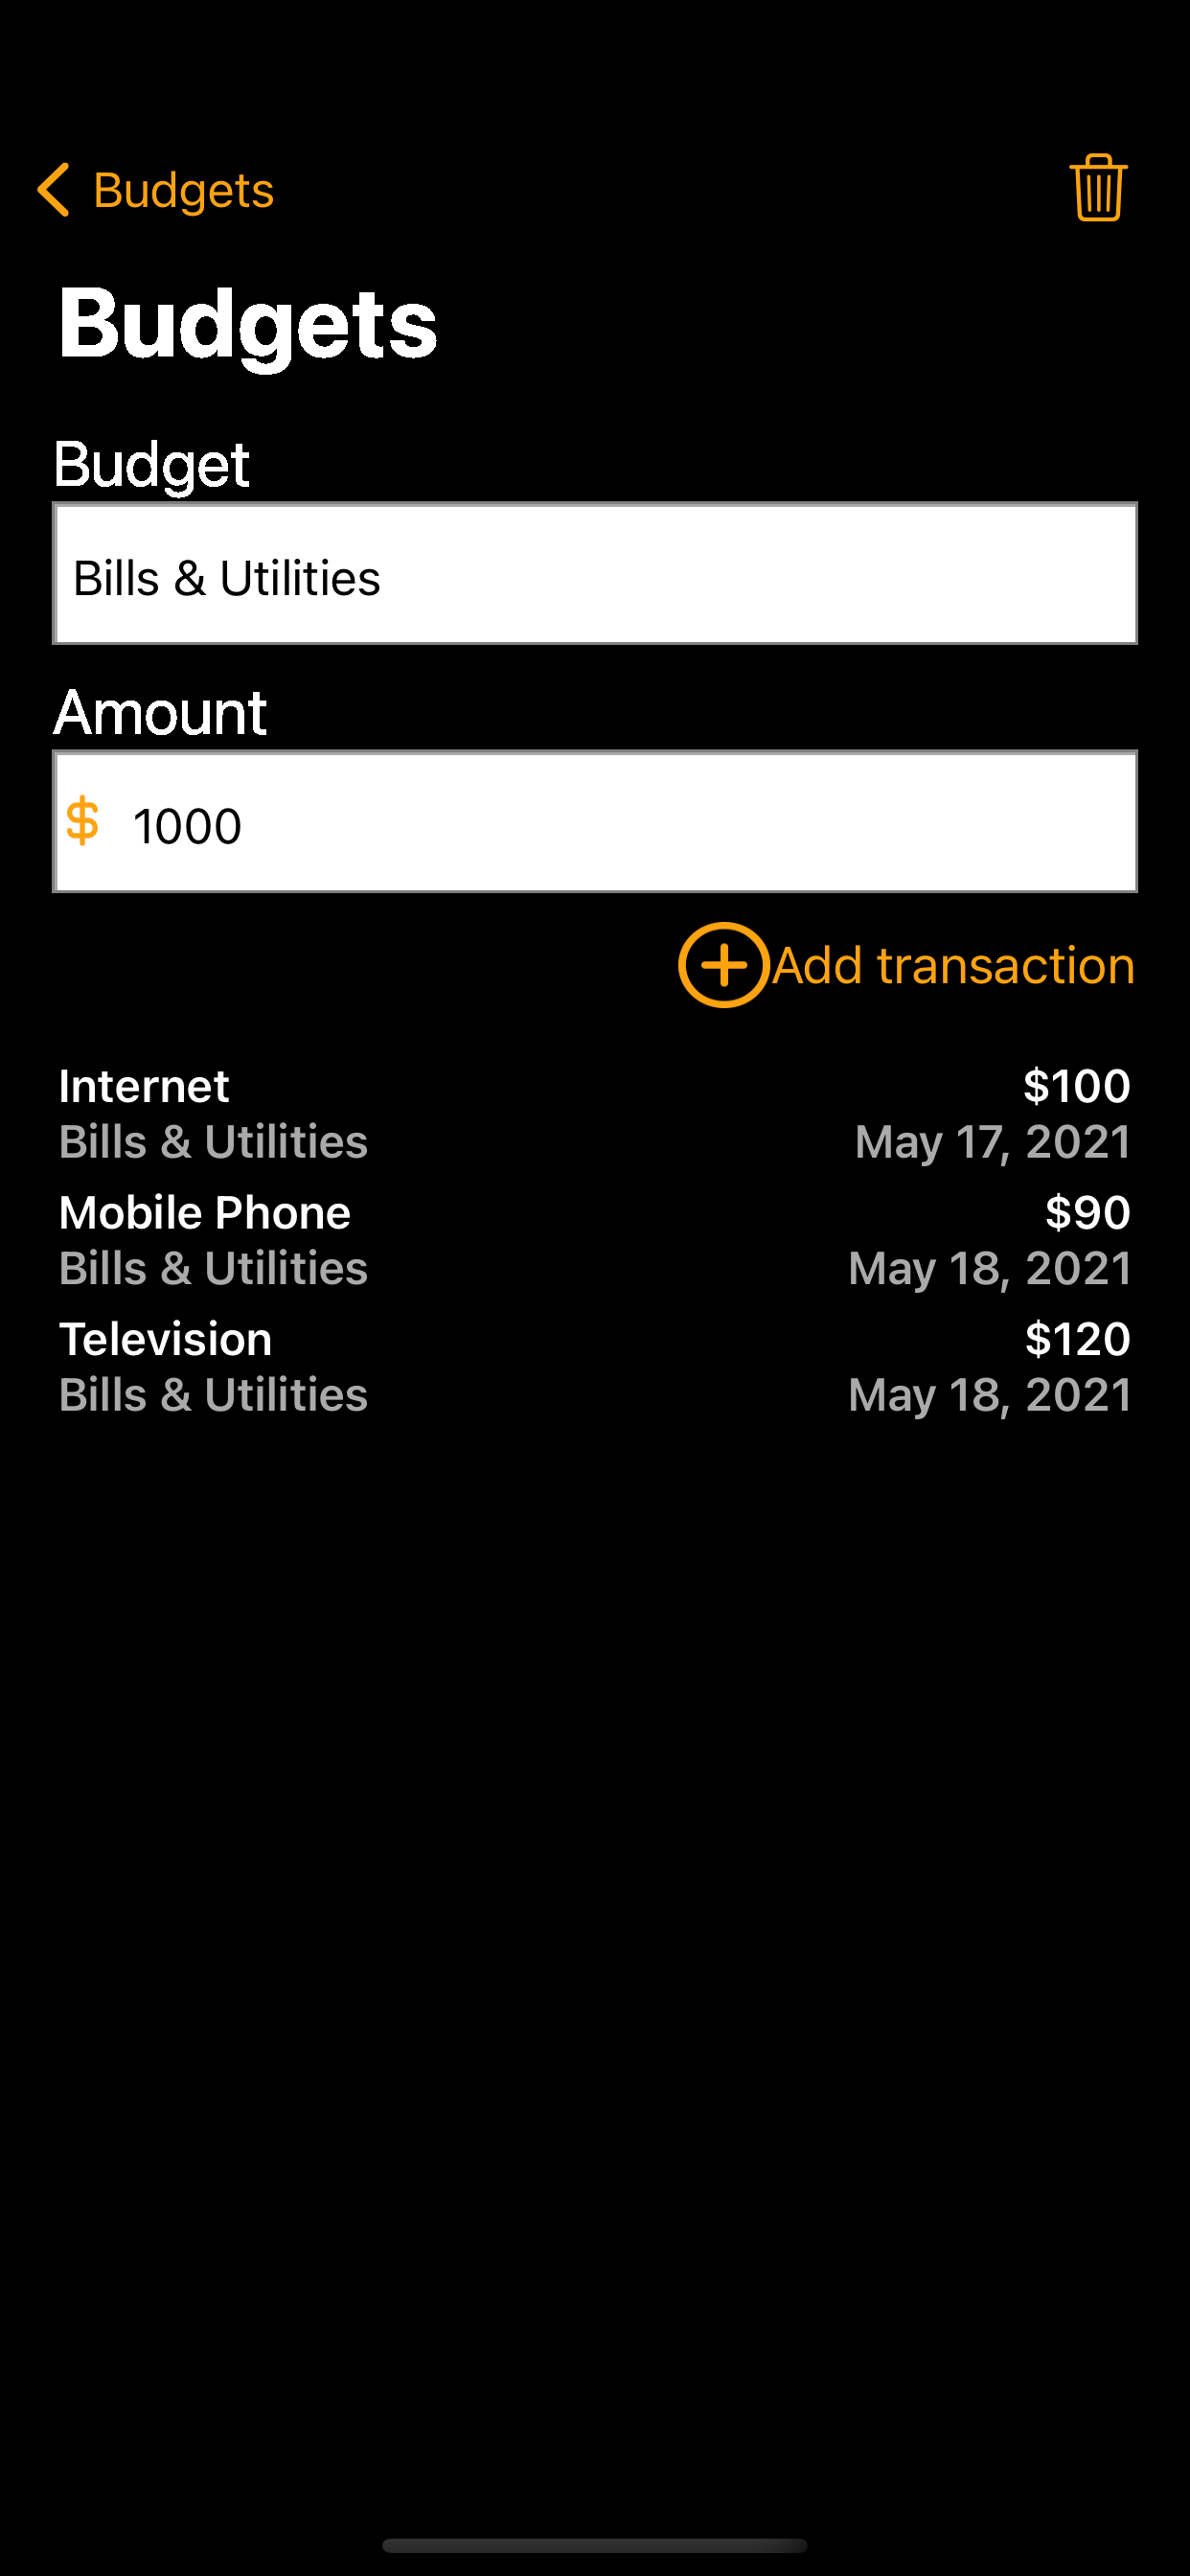 Budgets
Budgets
Budget
Bills & Utilities
Amount
$ 1000
Add transaction
Internet $100
Bills & Utilities May 17, 2021
Mobile Phone $90
Bills & Utilities May 18, 2021
Television $120
Bills & Utilities May 18, 2021